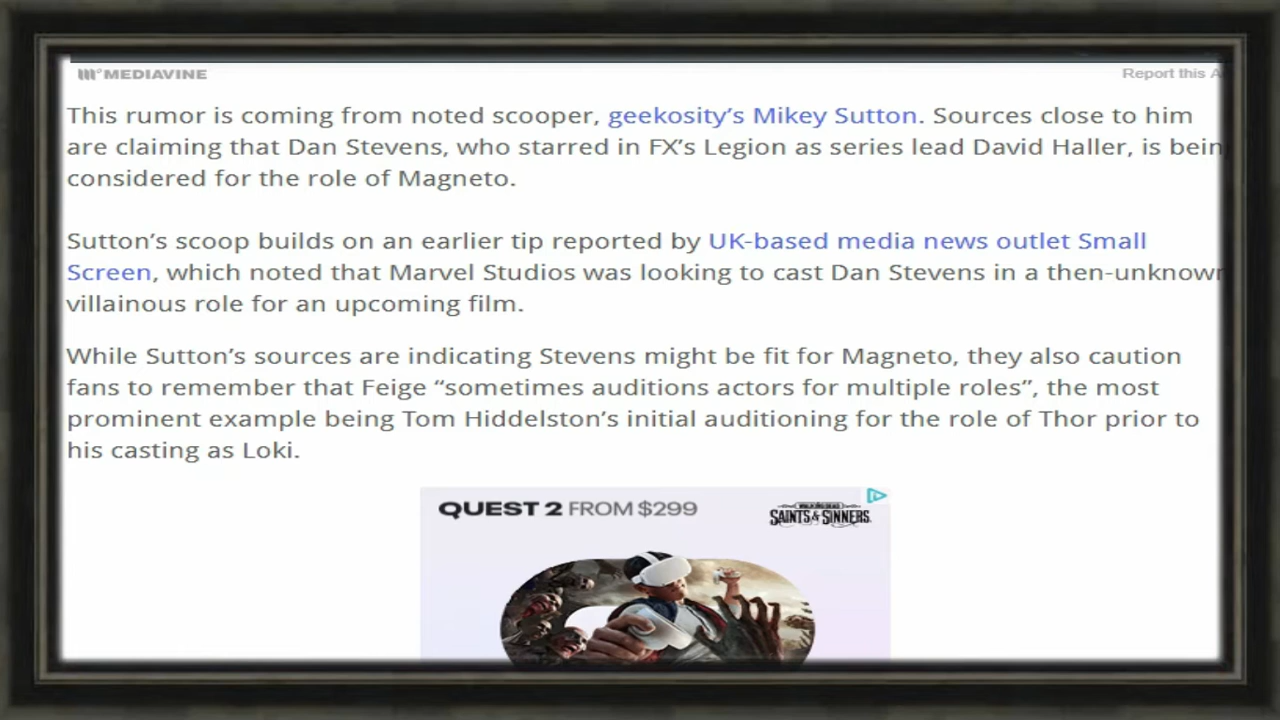 MEDIAVINE
Report this A
This rumor is coming from noted scooper, geekosity’s Mikey Sutton. Sources close to him
are claiming that Dan Stevens, who starred in FX’s Legion as series lead David Haller, is bein
considered for the role of Magneto.
Sutton’s scoop builds on an earlier tip reported by UK-based media news outlet Small
Screen, which noted that Marvel Studios was looking to cast Dan Stevens in a then-unknown
villainous role for an upcoming film.
While Sutton’s sources are indicating Stevens might be fit for Magneto, they also caution
fans to remember that Feige “sometimes auditions actors for multiple roles”, the most
prominent example being Tom Hiddelston’s initial auditioning for the role of Thor prior to
his casting as Loki.
QUEST 2 FROM $299
SAINTS & SINNERS